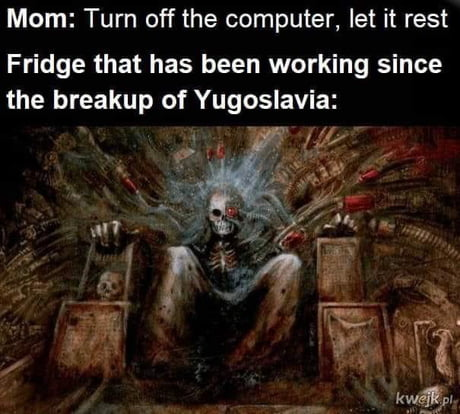 Mom: Turn off the computer, let it rest
Fridge that has been working since
the breakup of Yugoslavia:
kwejk.pl